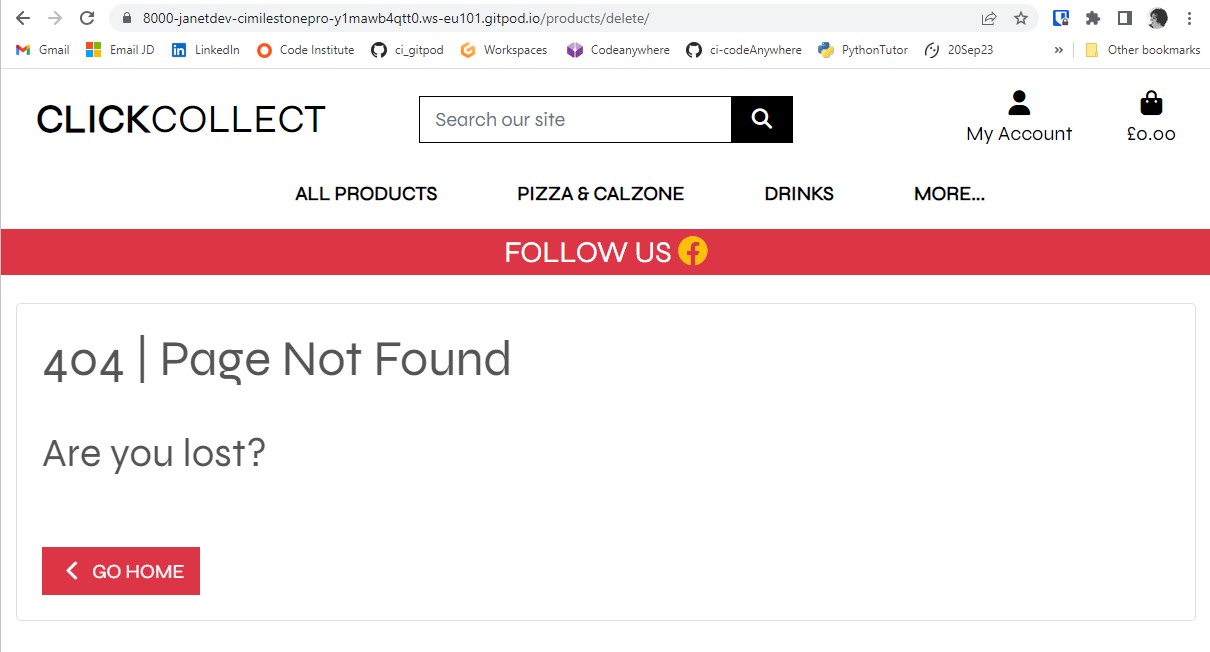 8000-janetdev-cimilestonepro-y1mawb4qtt0.ws-eu101.gitpod.io/products/delete/
Gmail Email JD LinkedIn Code Institute ci_gitpod Workspaces Codeanywhere ci-codeAnywhere PythonTutor 20Sep23 » Other bookmarks
CLICKCOLLECT Search our site My Account £0.00
ALL PRODUCTS PIZZA & CALZONE DRINKS MORE...
FOLLOW US
404 | Page Not Found
Are you lost?
GO HOME